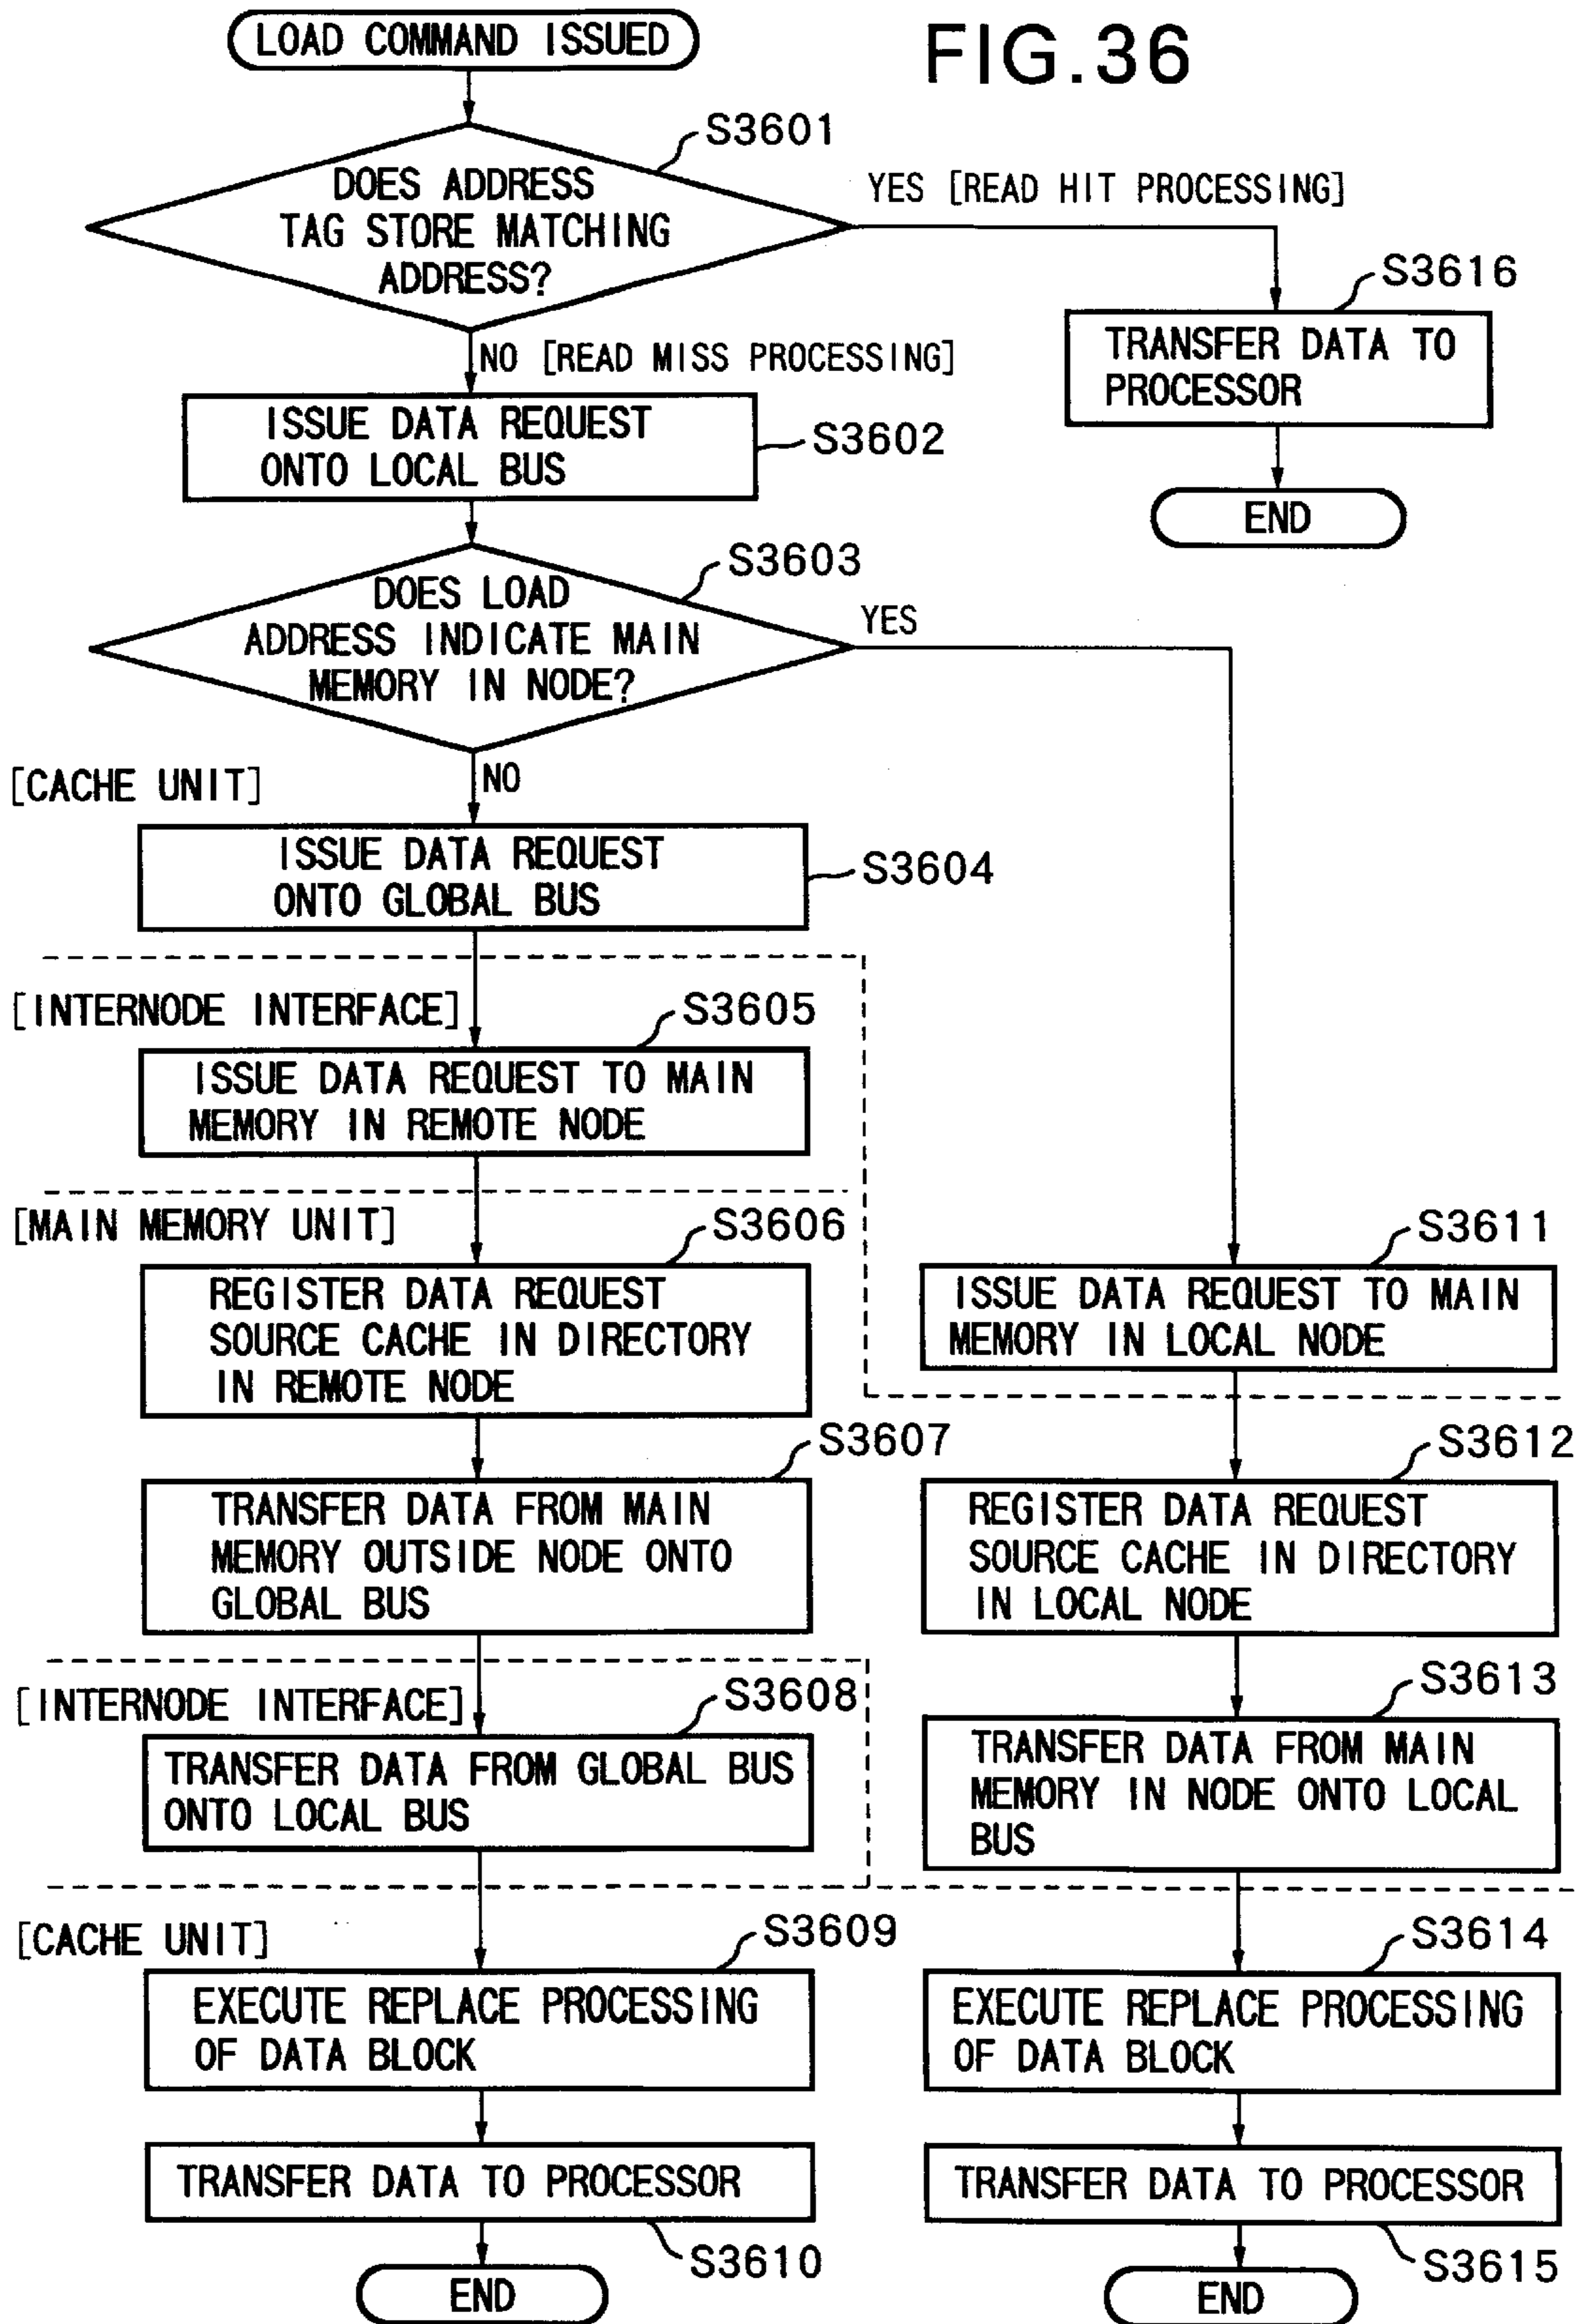 FIG.36
LOAD COMMAND ISSUED
S3601
DOES ADDRESS
TAG STORE MATCHING
ADDRESS?
YES [READ HIT PROCESSING]
S3616
TRANSFER DATA TO
PROCESSOR
END
NO [READ MISS PROCESSING]
ISSUE DATA REQUEST
ONTO LOCAL BUS
S3602
S3603
DOES LOAD
ADDRESS INDICATE MAIN
MEMORY IN NODE?
YES
NO
[CACHE UNIT]
ISSUE DATA REQUEST
ONTO GLOBAL BUS
S3604
[INTERNODE INTERFACE]
S3605
ISSUE DATA REQUEST TO MAIN
MEMORY IN REMOTE NODE
[MAIN MEMORY UNIT]
S3606
REGISTER DATA REQUEST
SOURCE CACHE IN DIRECTORY
IN REMOTE NODE
S3607
TRANSFER DATA FROM MAIN
MEMORY OUTSIDE NODE ONTO
GLOBAL BUS
[INTERNODE INTERFACE]
S3608
TRANSFER DATA FROM GLOBAL BUS
ONTO LOCAL BUS
[CACHE UNIT]
S3609
EXECUTE REPLACE PROCESSING
OF DATA BLOCK
TRANSFER DATA TO PROCESSOR
S3610
END
S3611
ISSUE DATA REQUEST TO MAIN
MEMORY IN LOCAL NODE
S3612
REGISTER DATA REQUEST
SOURCE CACHE IN DIRECTORY
IN LOCAL NODE
S3613
TRANSFER DATA FROM MAIN
MEMORY IN NODE ONTO LOCAL
BUS
S3614
EXECUTE REPLACE PROCESSING
OF DATA BLOCK
TRANSFER DATA TO PROCESSOR
S3615
END